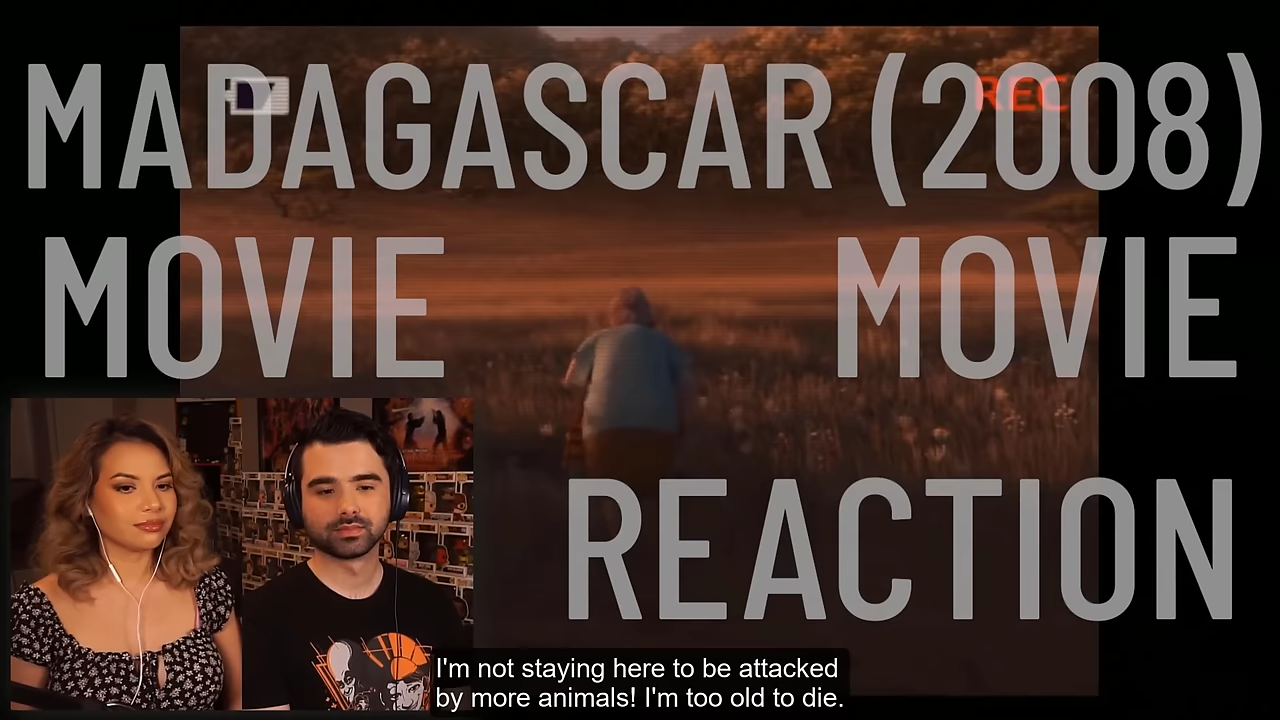 MADAGASCAR (2008)
REC
MOVIE MOVIE
REACTION
I'm not staying here to be attacked
by more animals! I'm too old to die.